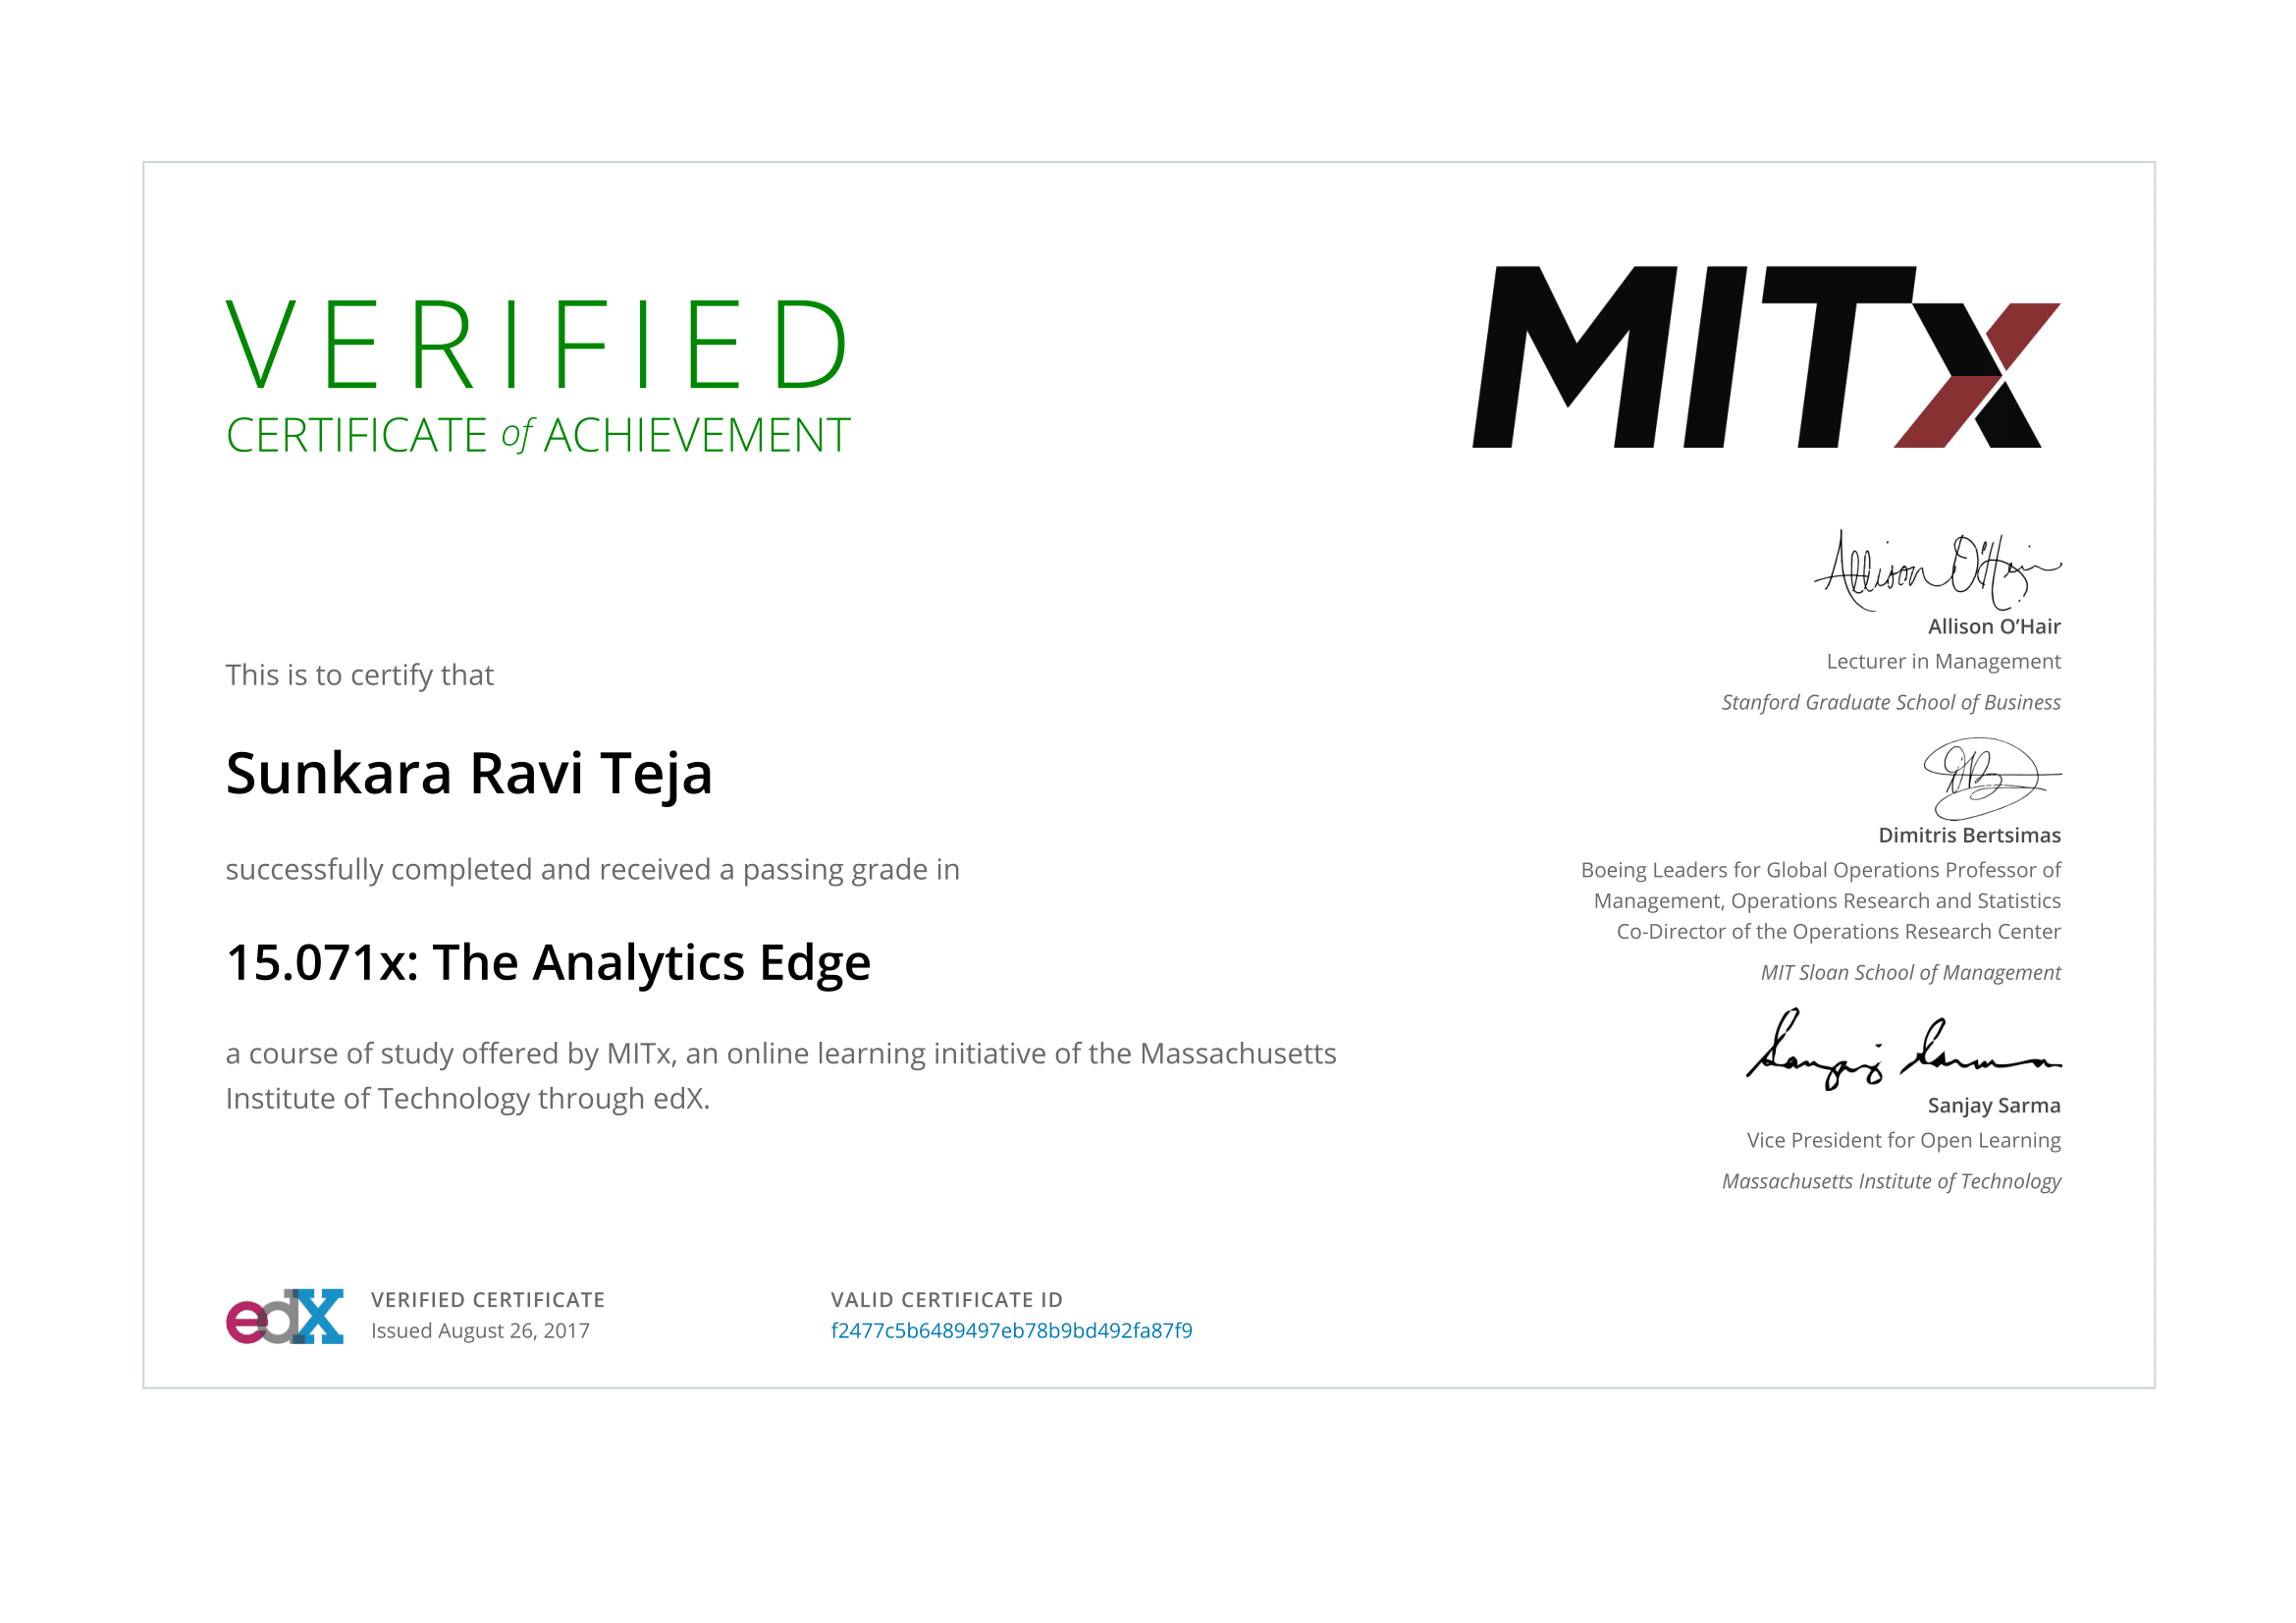 VERIFIED
CERTIFICATE of ACHIEVEMENT
MITx
This is to certify that
Sunkara Ravi Teja
successfully completed and received a passing grade in
15.071x: The Analytics Edge
a course of study offered by MITx, an online learning initiative of the Massachusetts
Institute of Technology through edX.
Allison O'Hair
Allison O’Hair
Lecturer in Management
Stanford Graduate School of Business
Dimitris Bertsimas
Boeing Leaders for Global Operations Professor of
Management, Operations Research and Statistics
Co-Director of the Operations Research Center
MIT Sloan School of Management
Sanjay Sarma
Sanjay Sarma
Vice President for Open Learning
Massachusetts Institute of Technology
edX
VERIFIED CERTIFICATE
Issued August 26, 2017
VALID CERTIFICATE ID
f2477c5b6489497eb78b9bd492fa87f9